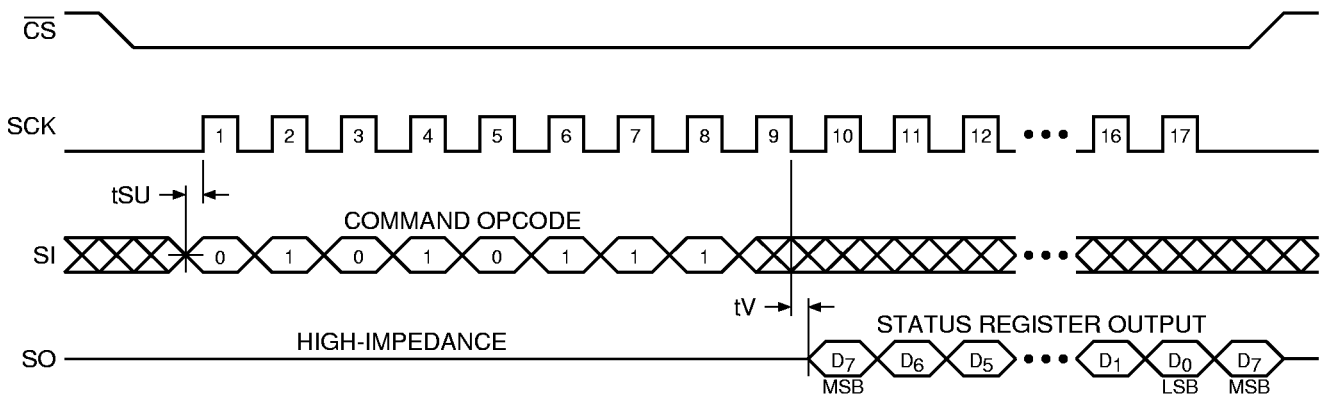 CS
SCK 1 2 3 4 5 6 7 8 9 10 11 12 ••• 16 17
tSU
COMMAND OPCODE
SI 0 1 0 1 0 1 1 1 •••
tV
HIGH-IMPEDANCE STATUS REGISTER OUTPUT
SO D7 D6 D5 ••• D1 D0 D7
MSB LSB MSB